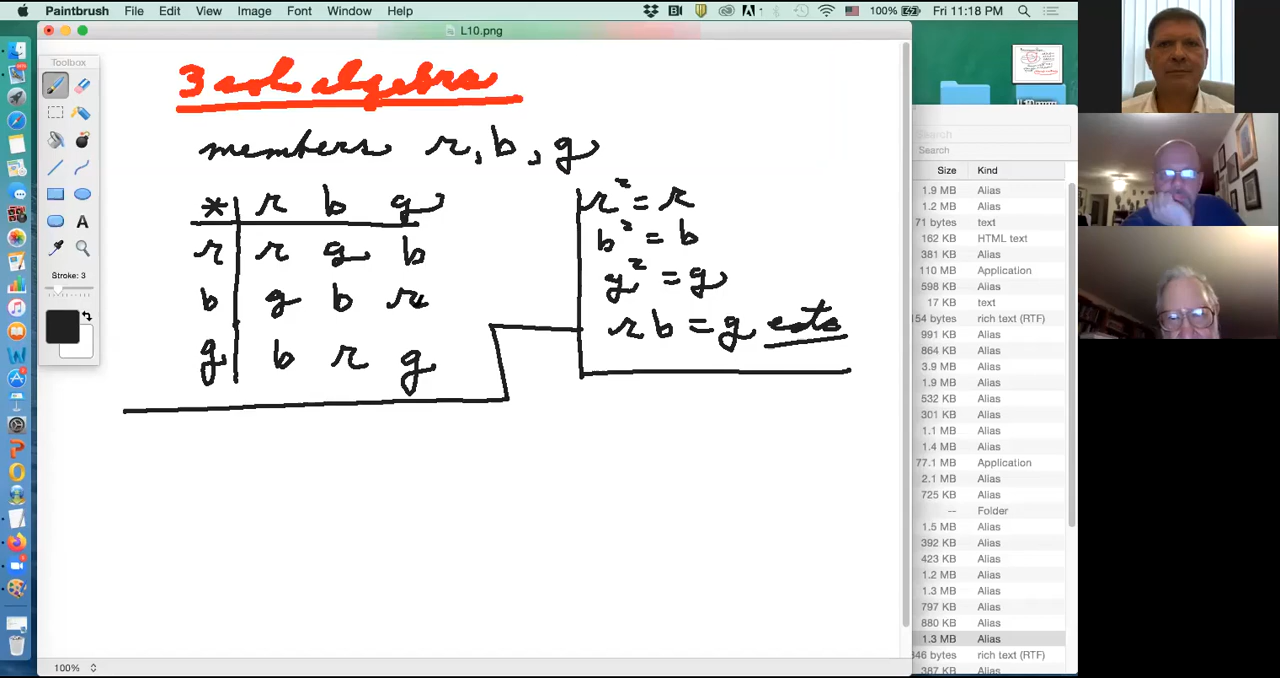 Paintbrush File Edit View Image Font Window Help
100% Fri 11:18 PM
L10.png
Toolbox
Stroke: 3
A
3 col algebra
members r, b, g
* r b g
r r g b
b g b r
g b r g
r² = r
b² = b
g² = g
r b = g etc
100%
Search
Search
Size Kind
1.9 MB Alias
1.2 MB Alias
71 bytes text
162 KB HTML text
381 KB Alias
110 MB Application
598 KB Alias
17 KB text
154 bytes rich text (RTF)
991 KB Alias
864 KB Alias
3.9 MB Alias
532 KB Alias
301 KB Alias
1.1 MB Alias
1.4 MB Alias
77.1 MB Application
2.1 MB Alias
725 KB Alias
-- Folder
1.5 MB Alias
392 KB Alias
423 KB Alias
1.2 MB Alias
1.3 MB Alias
797 KB Alias
880 KB Alias
1.3 MB Alias
346 bytes rich text (RTF)
387 KB Alias